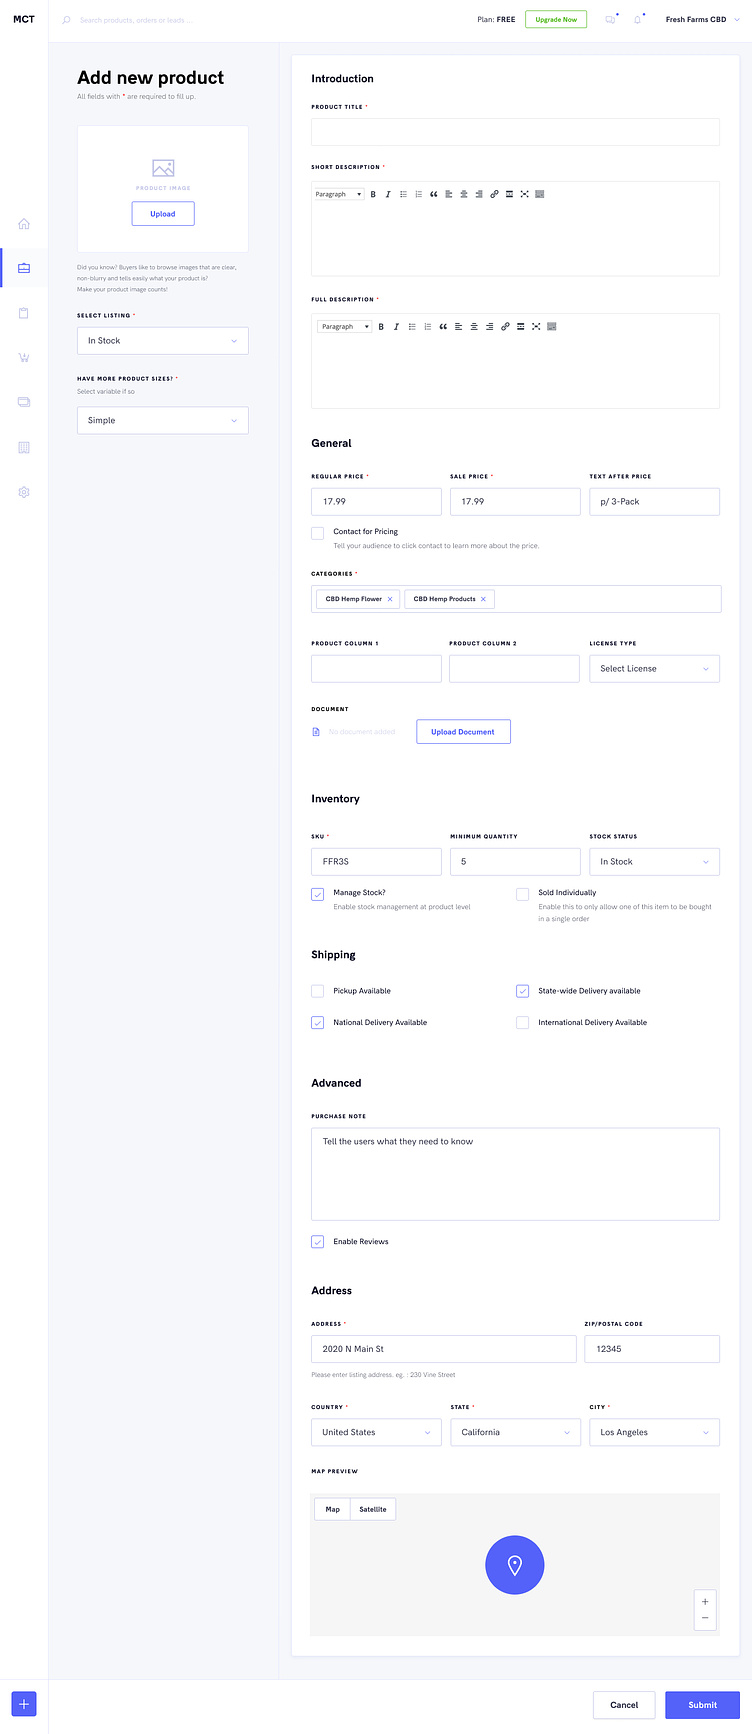 MCT
Search products, orders or leads ...
Plan: FREE
Upgrade Now
Fresh Farms CBD
Add new product
All fields with * are required to fill up.
PRODUCT IMAGE
Upload
Did you know? Buyers like to browse images that are clear,
non-blurry and tells easily what your product is?
Make your product image counts!
SELECT LISTING *
In Stock
HAVE MORE PRODUCT SIZES? *
Select variable if so
Simple
Introduction
PRODUCT TITLE *
SHORT DESCRIPTION *
Paragraph
B I
FULL DESCRIPTION *
Paragraph
B I
General
REGULAR PRICE * SALE PRICE * TEXT AFTER PRICE
17.99 17.99 p/ 3-Pack
Contact for Pricing
Tell your audience to click contact to learn more about the price.
CATEGORIES *
CBD Hemp Flower × CBD Hemp Products ×
PRODUCT COLUMN 1 PRODUCT COLUMN 2 LICENSE TYPE
Select License
DOCUMENT
No document added
Upload Document
Inventory
SKU * MINIMUM QUANTITY STOCK STATUS
FFR3S 5 In Stock
Manage Stock?
Enable stock management at product level
Sold Individually
Enable this to only allow one of this item to be bought
in a single order
Shipping
Pickup Available State-wide Delivery available
National Delivery Available International Delivery Available
Advanced
PURCHASE NOTE
Tell the users what they need to know
Enable Reviews
Address
ADDRESS * ZIP/POSTAL CODE
2020 N Main St 12345
Please enter listing address. eg. : 230 Vine Street
COUNTRY * STATE * CITY *
United States California Los Angeles
MAP PREVIEW
Map Satellite
+
−
+
Cancel Submit